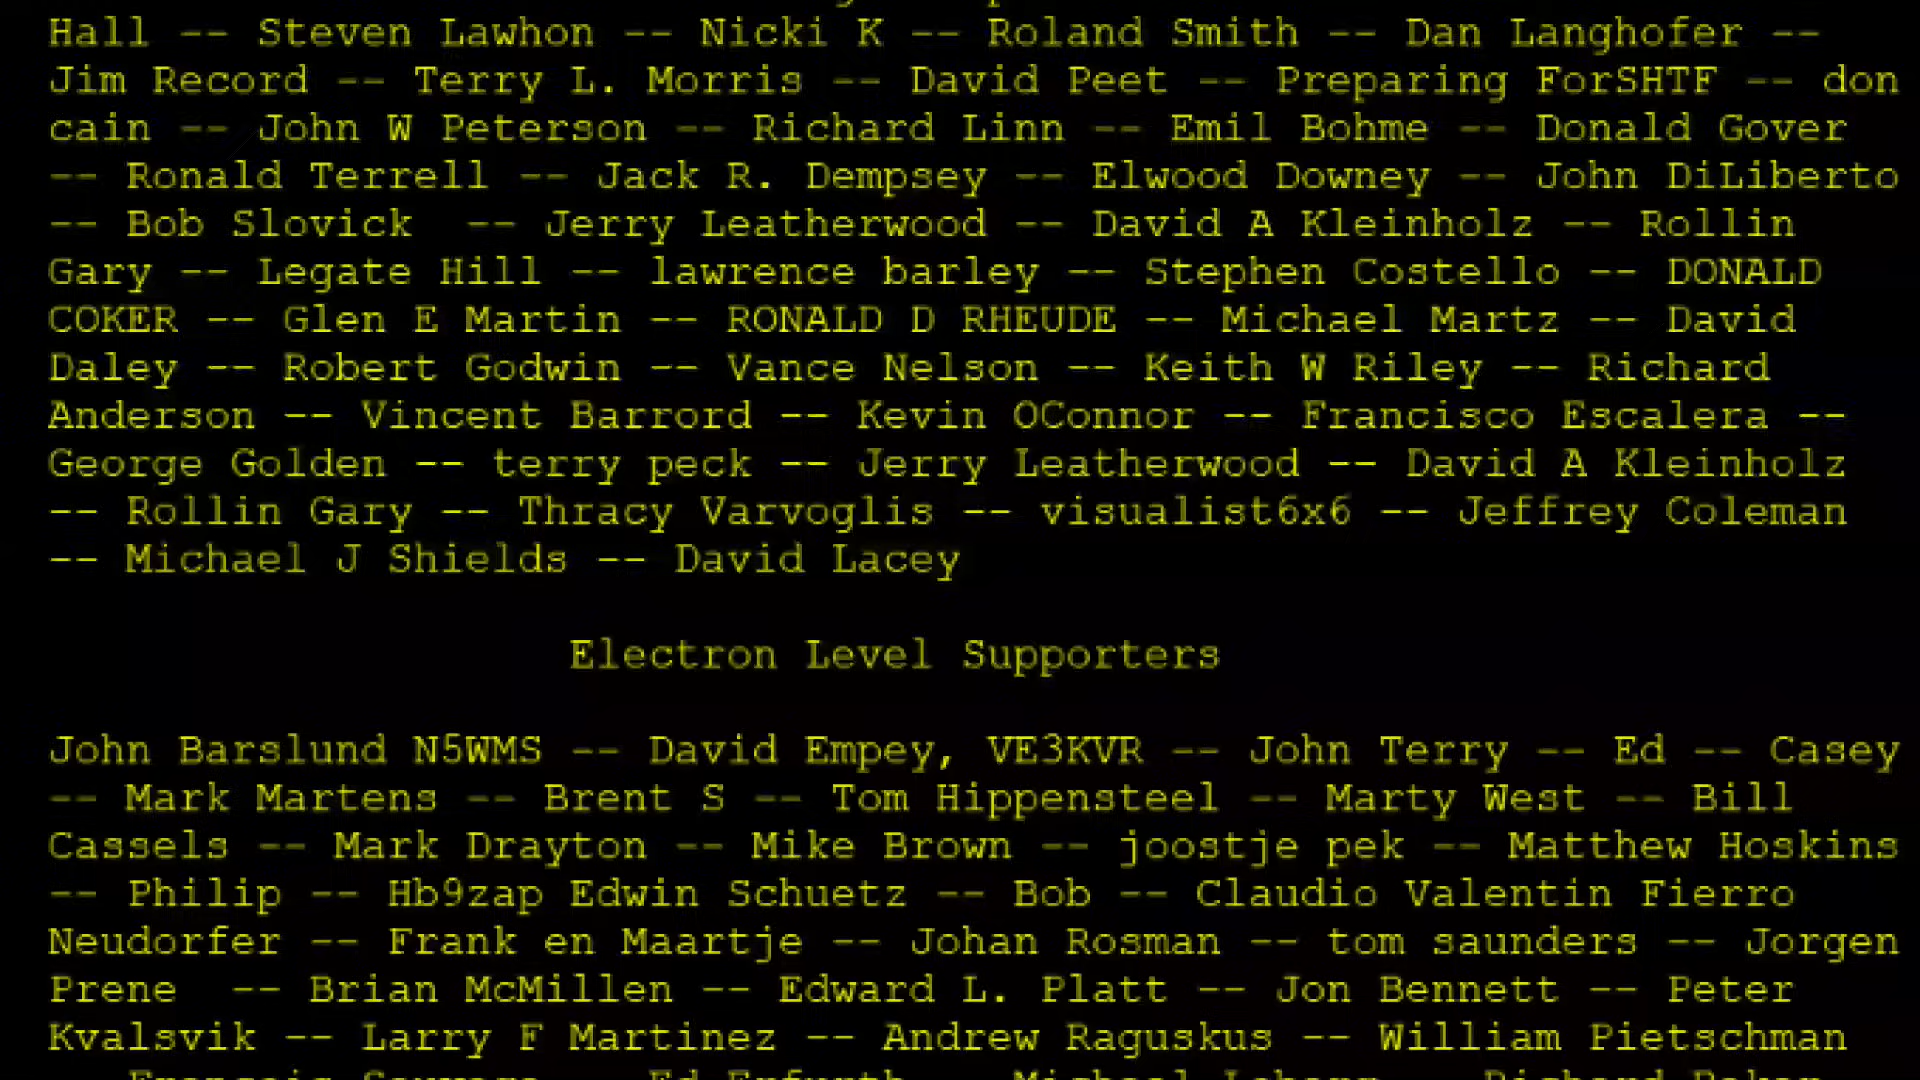 Hall -- Steven Lawhon -- Nicki K -- Roland Smith -- Dan Langhofer --
Jim Record -- Terry L. Morris -- David Peet -- Preparing ForSHTF -- don
cain -- John W Peterson -- Richard Linn -- Emil Bohme -- Donald Gover
-- Ronald Terrell -- Jack R. Dempsey -- Elwood Downey -- John DiLiberto
-- Bob Slovick  -- Jerry Leatherwood -- David A Kleinholz -- Rollin
Gary -- Legate Hill -- lawrence barley -- Stephen Costello -- DONALD
COKER -- Glen E Martin -- RONALD D RHEUDE -- Michael Martz -- David
Daley -- Robert Godwin -- Vance Nelson -- Keith W Riley -- Richard
Anderson -- Vincent Barrord -- Kevin OConnor -- Francisco Escalera --
George Golden -- terry peck -- Jerry Leatherwood -- David A Kleinholz
-- Rollin Gary -- Thracy Varvoglis -- visualist6x6 -- Jeffrey Coleman
-- Michael J Shields -- David Lacey
Electron Level Supporters
John Barslund N5WMS -- David Empey, VE3KVR -- John Terry -- Ed -- Casey
-- Mark Martens -- Brent S -- Tom Hippensteel -- Marty West -- Bill
Cassels -- Mark Drayton -- Mike Brown -- joostje pek -- Matthew Hoskins
-- Philip -- Hb9zap Edwin Schuetz -- Bob -- Claudio Valentin Fierro
Neudorfer -- Frank en Maartje -- Johan Rosman -- tom saunders -- Jorgen
Prene  -- Brian McMillen -- Edward L. Platt -- Jon Bennett -- Peter
Kvalsvik -- Larry F Martinez -- Andrew Raguskus -- William Pietschman